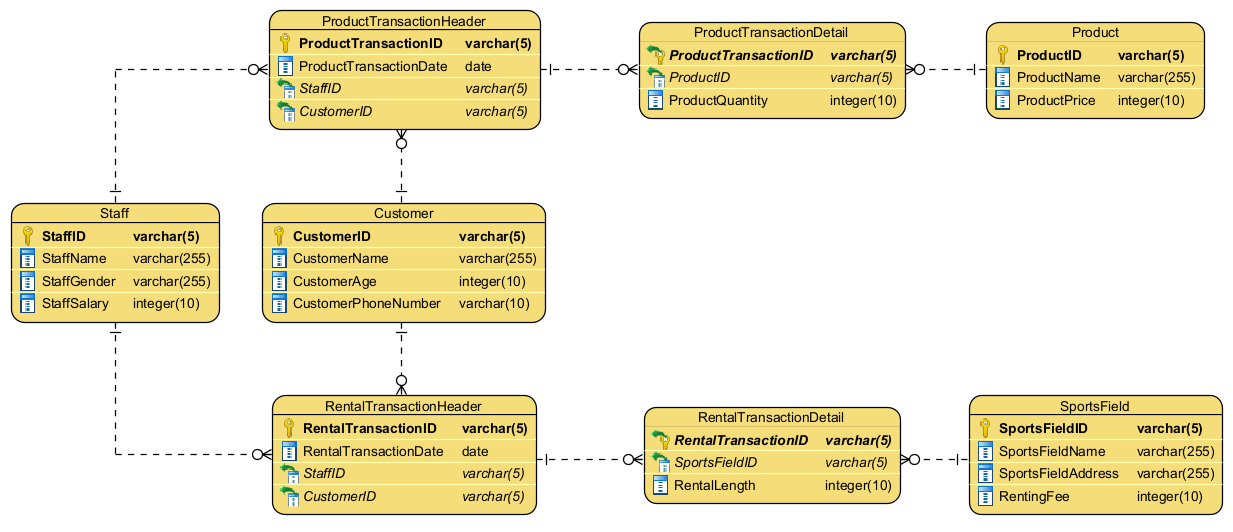 ProductTransactionHeader
ProductTransactionID varchar(5)
ProductTransactionDate date
StaffID varchar(5)
CustomerID varchar(5)
ProductTransactionDetail
ProductTransactionID varchar(5)
ProductID varchar(5)
ProductQuantity integer(10)
Product
ProductID varchar(5)
ProductName varchar(255)
ProductPrice integer(10)
Staff
StaffID varchar(5)
StaffName varchar(255)
StaffGender varchar(255)
StaffSalary integer(10)
Customer
CustomerID varchar(5)
CustomerName varchar(255)
CustomerAge integer(10)
CustomerPhoneNumber varchar(10)
RentalTransactionHeader
RentalTransactionID varchar(5)
RentalTransactionDate date
StaffID varchar(5)
CustomerID varchar(5)
RentalTransactionDetail
RentalTransactionID varchar(5)
SportsFieldID varchar(5)
RentalLength integer(10)
SportsField
SportsFieldID varchar(5)
SportsFieldName varchar(255)
SportsFieldAddress varchar(255)
RentingFee integer(10)